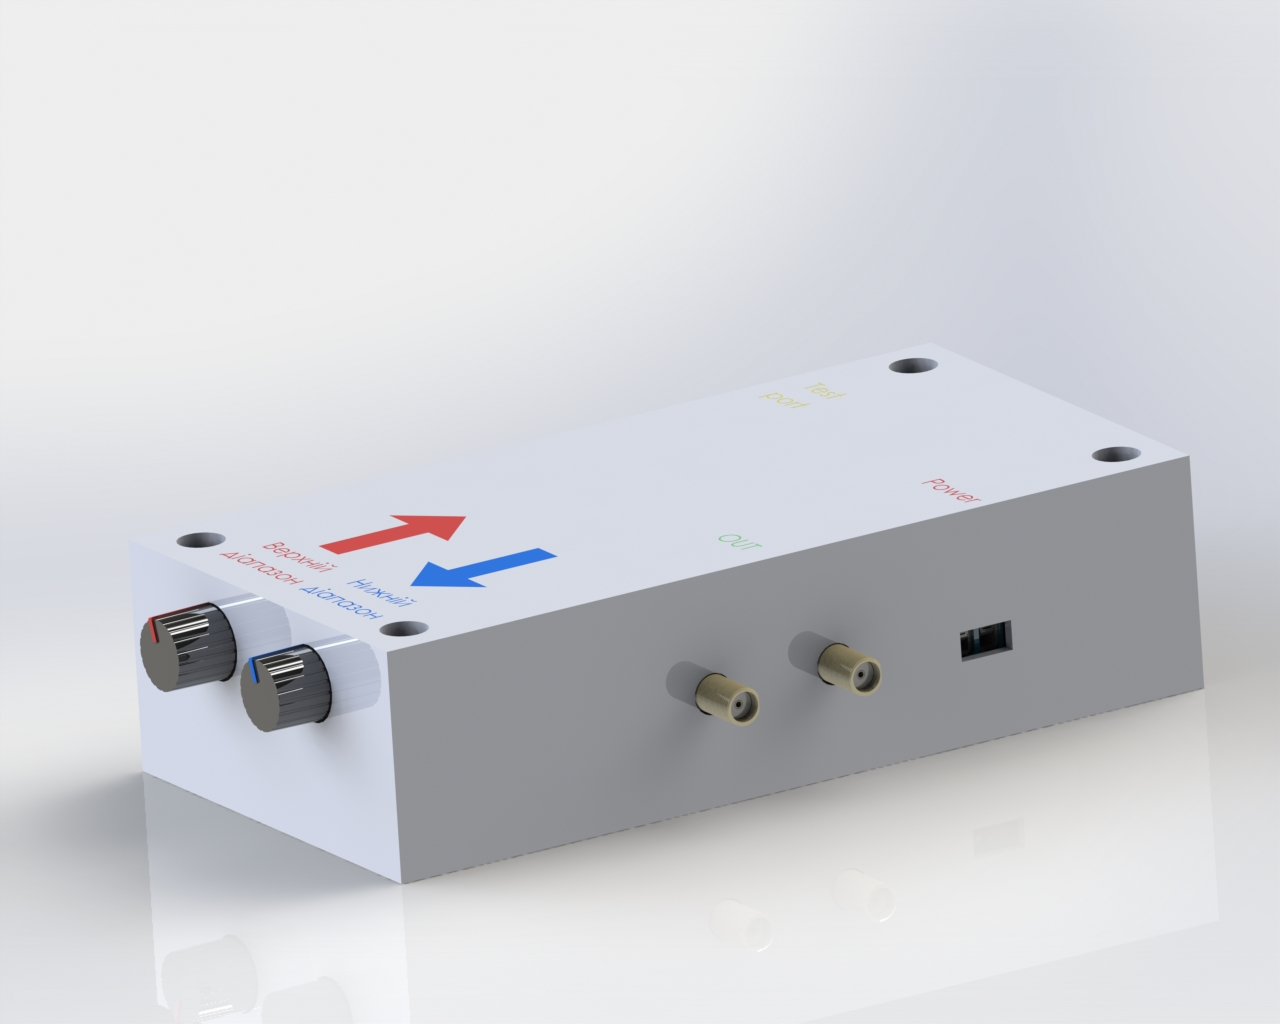 Верхній
діапазон
Нижній
діапазон
Test
port
OUT
Power